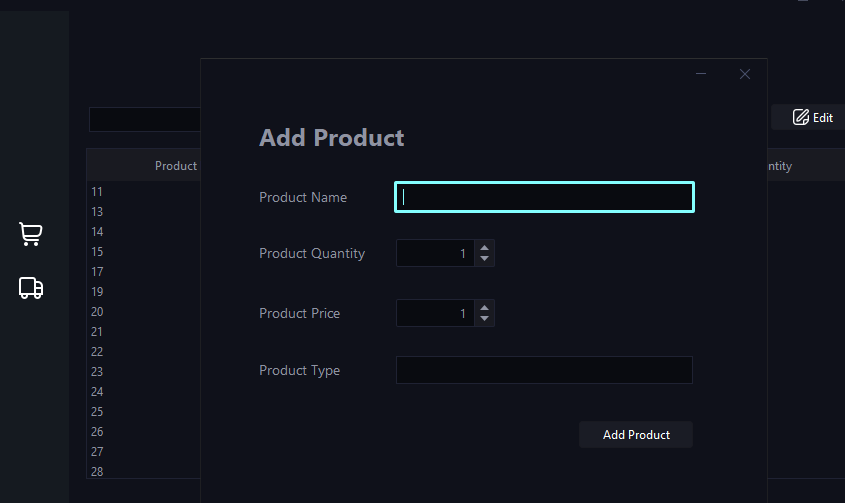 Add Product
Edit
Product
ntity
Product Name
11
13
14
15
17
19
20
21
22
23
24
25
26
27
28
Product Quantity
1
Product Price
1
Product Type
Add Product